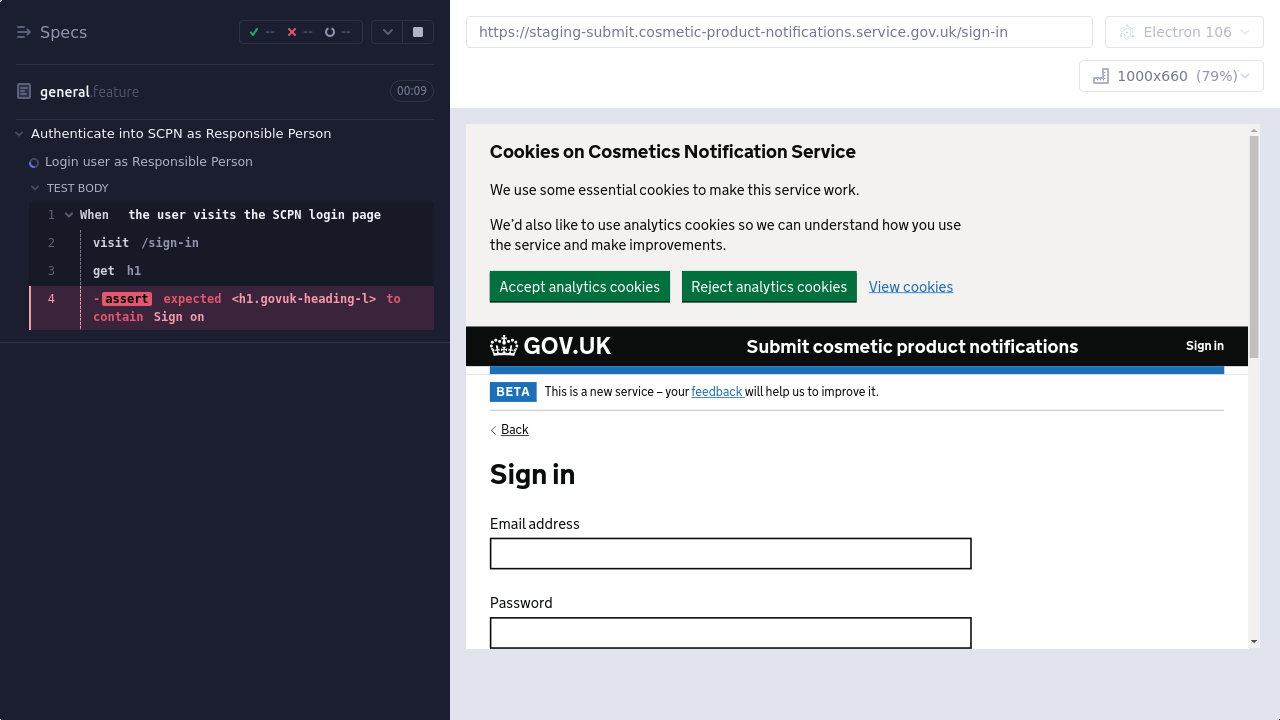 Specs
-- -- --
general.feature
00:09
Authenticate into SCPN as Responsible Person
Login user as Responsible Person
TEST BODY
1 When the user visits the SCPN login page
2 visit /sign-in
3 get h1
4 -assert expected <h1.govuk-heading-l> to
contain Sign on
https://staging-submit.cosmetic-product-notifications.service.gov.uk/sign-in
Electron 106
1000x660 (79%)
Cookies on Cosmetics Notification Service
We use some essential cookies to make this service work.
We’d also like to use analytics cookies so we can understand how you use
the service and make improvements.
Accept analytics cookies Reject analytics cookies View cookies
GOV.UK Submit cosmetic product notifications Sign in
BETA This is a new service – your feedback will help us to improve it.
Back
Sign in
Email address
Password